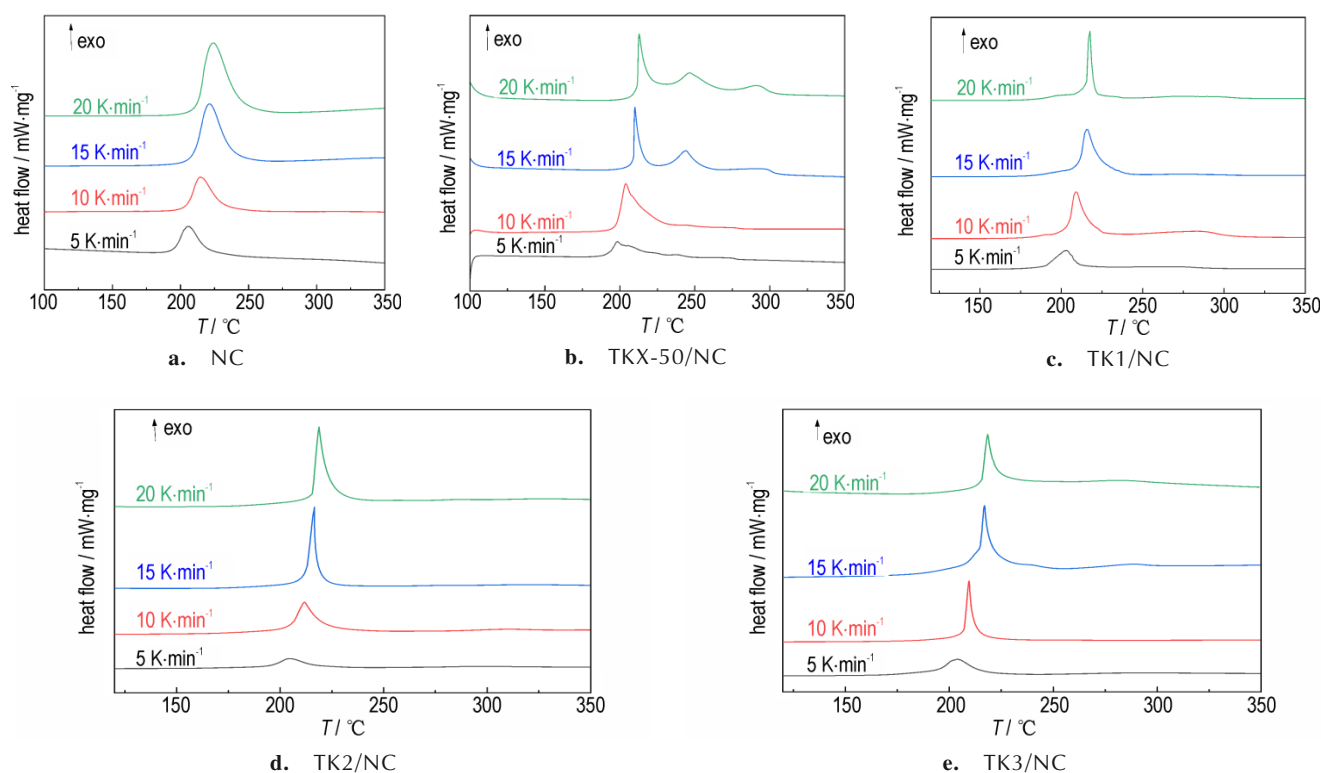 exo
20 K·min⁻¹
15 K·min⁻¹
10 K·min⁻¹
5 K·min⁻¹
heat flow / mW·mg⁻¹
100 150 200 250 300 350
T / °C
a. NC
exo
20 K·min⁻¹
15 K·min⁻¹
10 K·min⁻¹
5 K·min⁻¹
heat flow / mW·mg⁻¹
100 150 200 250 300 350
T / °C
b. TKX-50/NC
exo
20 K·min⁻¹
15 K·min⁻¹
10 K·min⁻¹
5 K·min⁻¹
heat flow / mW·mg⁻¹
150 200 250 300 350
T / °C
c. TK1/NC
exo
20 K·min⁻¹
15 K·min⁻¹
10 K·min⁻¹
5 K·min⁻¹
heat flow / mW·mg⁻¹
150 200 250 300 350
T / °C
d. TK2/NC
exo
20 K·min⁻¹
15 K·min⁻¹
10 K·min⁻¹
5 K·min⁻¹
heat flow / mW·mg⁻¹
150 200 250 300 350
T / °C
e. TK3/NC